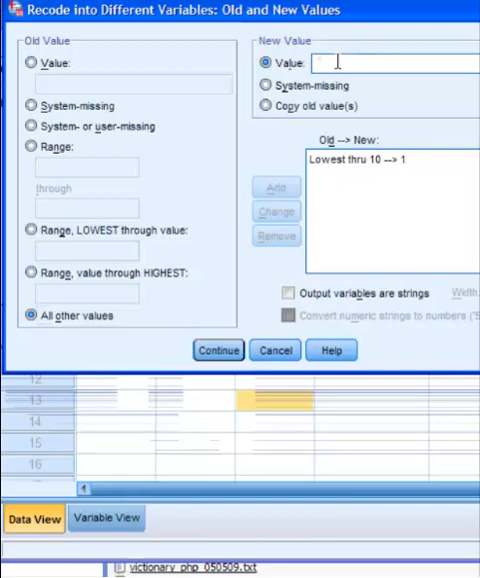 Recode into Different Variables: Old and New Values
Old Value
Value:
System-missing
System- or user-missing
Range:
through
Range, LOWEST through value:
Range, value through HIGHEST:
All other values
New Value
Value:
System-missing
Copy old value(s)
Old --> New:
Lowest thru 10 --> 1
Add
Change
Remove
Output variables are strings
Width:
Convert numeric strings to numbers ('5
Continue
Cancel
Help
12
13
14
15
16
Data View
Variable View
victionary_php_050509.txt